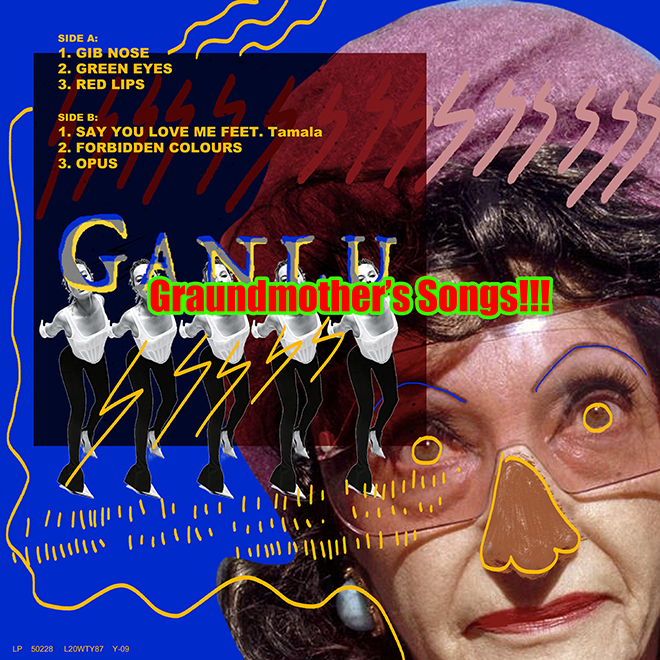 SIDE A:
1. GIB NOSE
2. GREEN EYES
3. RED LIPS
SIDE B:
1. SAY YOU LOVE ME FEET. Tamala
2. FORBIDDEN COLOURS
3. OPUS
GANLU
Graundmother's Songs!!!
LP 50228 L20WTY87 Y-09